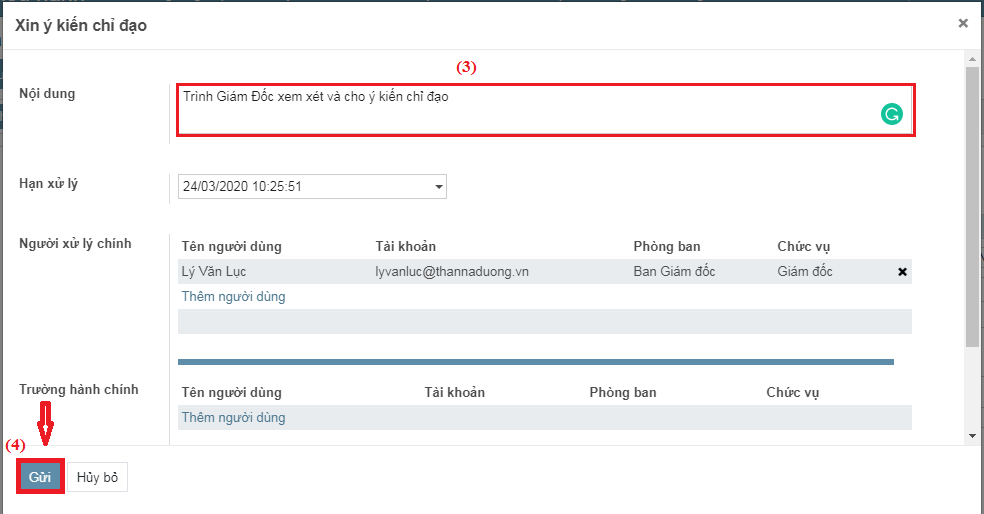 Xin ý kiến chỉ đạo
(3)
Nội dung
Trình Giám Đốc xem xét và cho ý kiến chỉ đạo
Hạn xử lý
24/03/2020 10:25:51
Người xử lý chính
Tên người dùng Tài khoản Phòng ban Chức vụ
Lý Văn Lục lyvanluc@thannaduong.vn Ban Giám đốc Giám đốc
Thêm người dùng
Trưởng hành chính
Tên người dùng Tài khoản Phòng ban Chức vụ
Thêm người dùng
(4)
Gửi Hủy bỏ